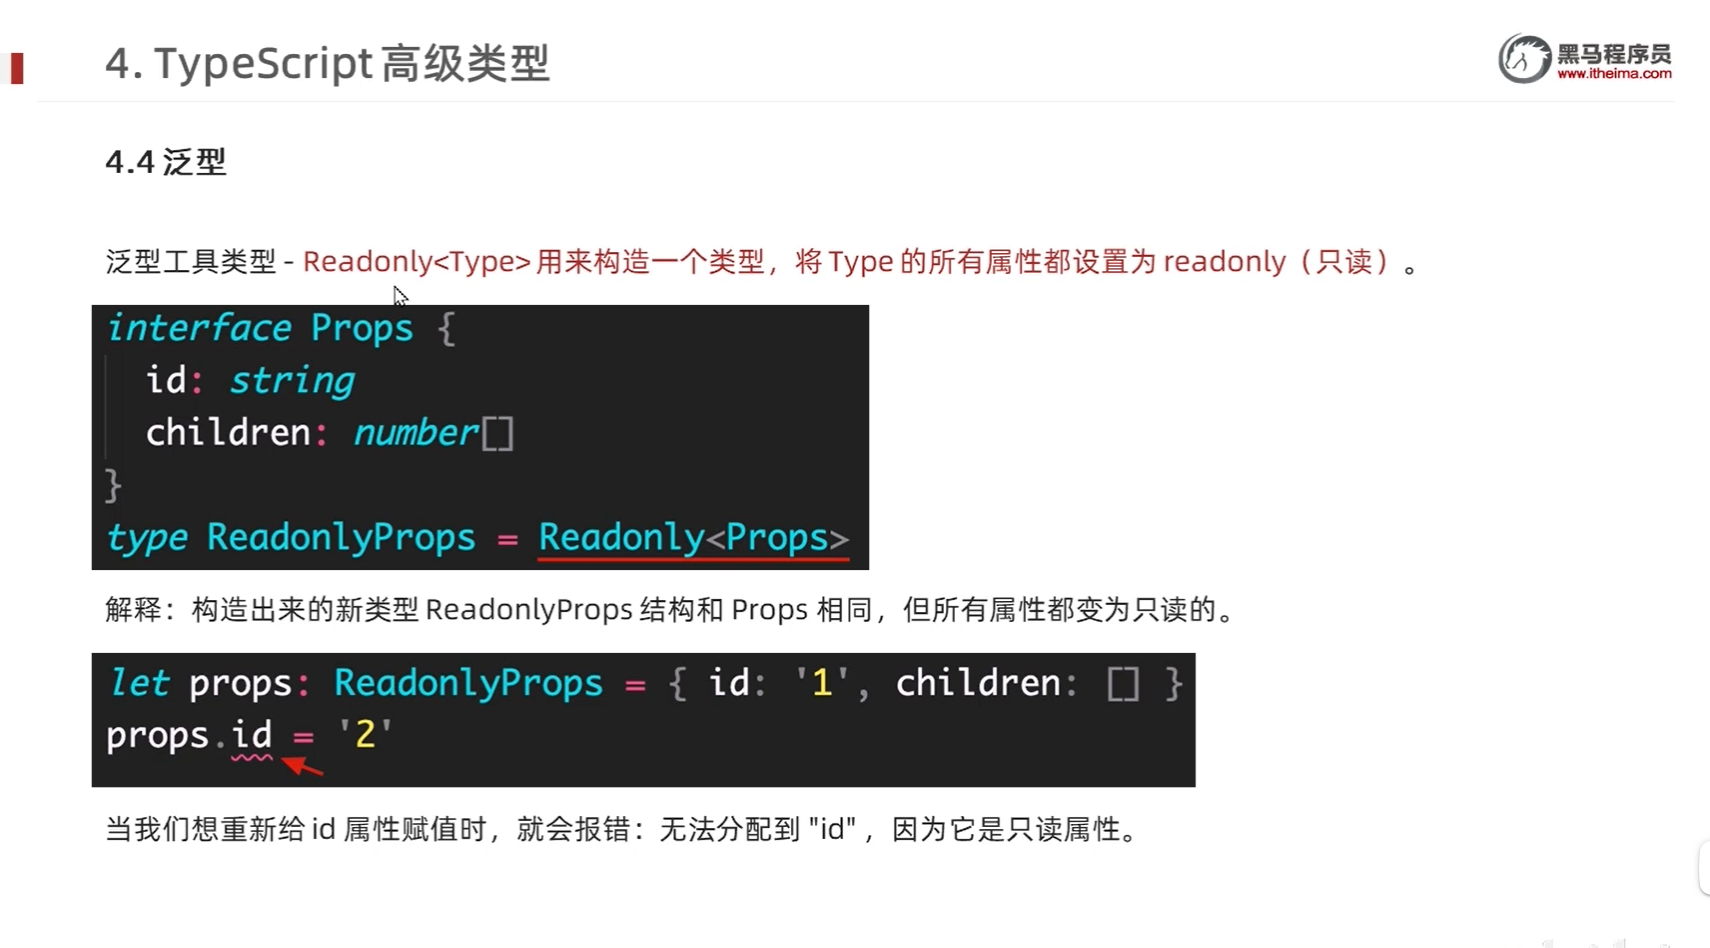 4. TypeScript 高级类型
黑马程序员
www.itheima.com
4.4 泛型
泛型工具类型 - Readonly<Type> 用来构造一个类型，将 Type 的所有属性都设置为 readonly（只读）。
interface Props {
id: string
children: number[]
}
type ReadonlyProps = Readonly<Props>
解释：构造出来的新类型 ReadonlyProps 结构和 Props 相同，但所有属性都变为只读的。
let props: ReadonlyProps = { id: '1', children: [] }
props.id = '2'
当我们想重新给 id 属性赋值时，就会报错：无法分配到 "id" ，因为它是只读属性。